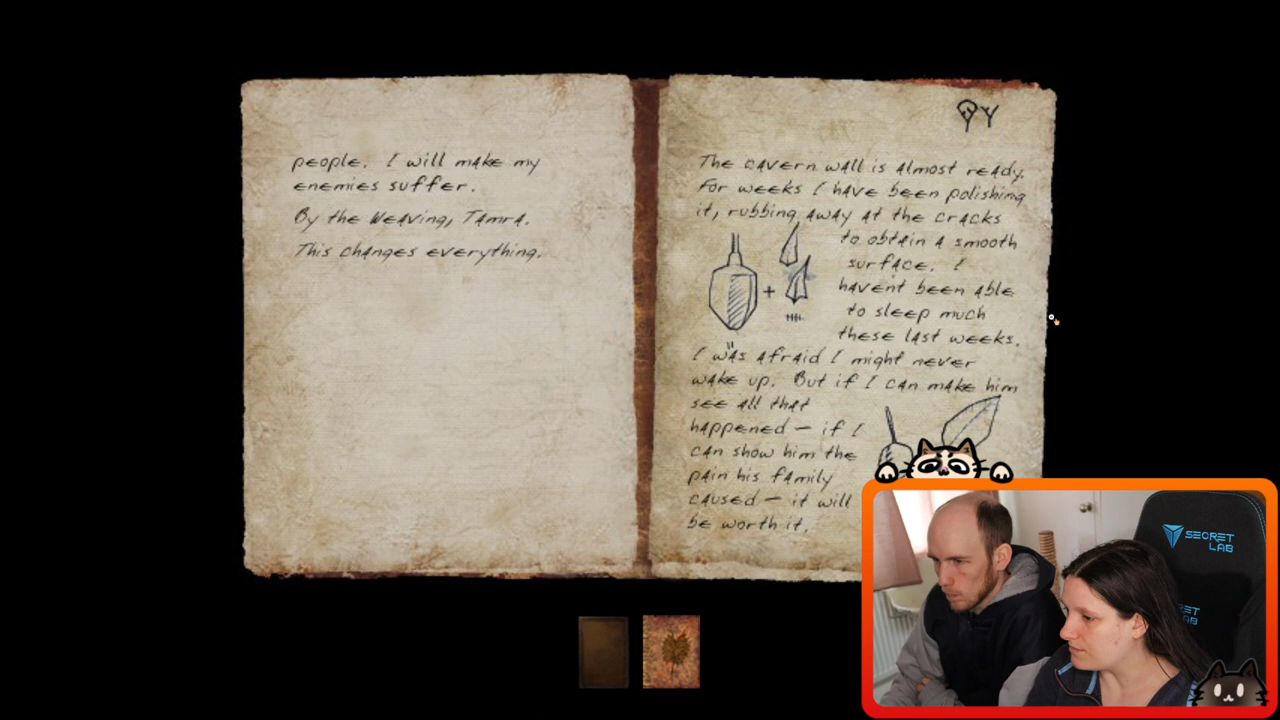 people. I will make my
enemies suffer.
By the Weaving, Tamra.
This changes everything.
The cavern wall is almost ready.
For weeks I have been polishing
it, rubbing away at the cracks
to obtain a smooth
surface. I
havent been able
to sleep much
these last weeks.
I was afraid I might never
wake up. But if I can make him
see all that
happened — if I
can show him the
pain his family
caused — it will
be worth it.
SECRET
LAB